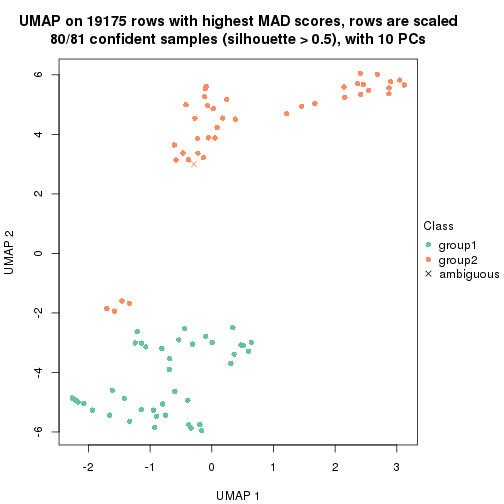 UMAP on 19175 rows with highest MAD scores, rows are scaled
80/81 confident samples (silhouette > 0.5), with 10 PCs
6
4
2
0
-2
-4
-6
UMAP 2
-2
-1
0
1
2
3
UMAP 1
Class
group1
group2
ambiguous